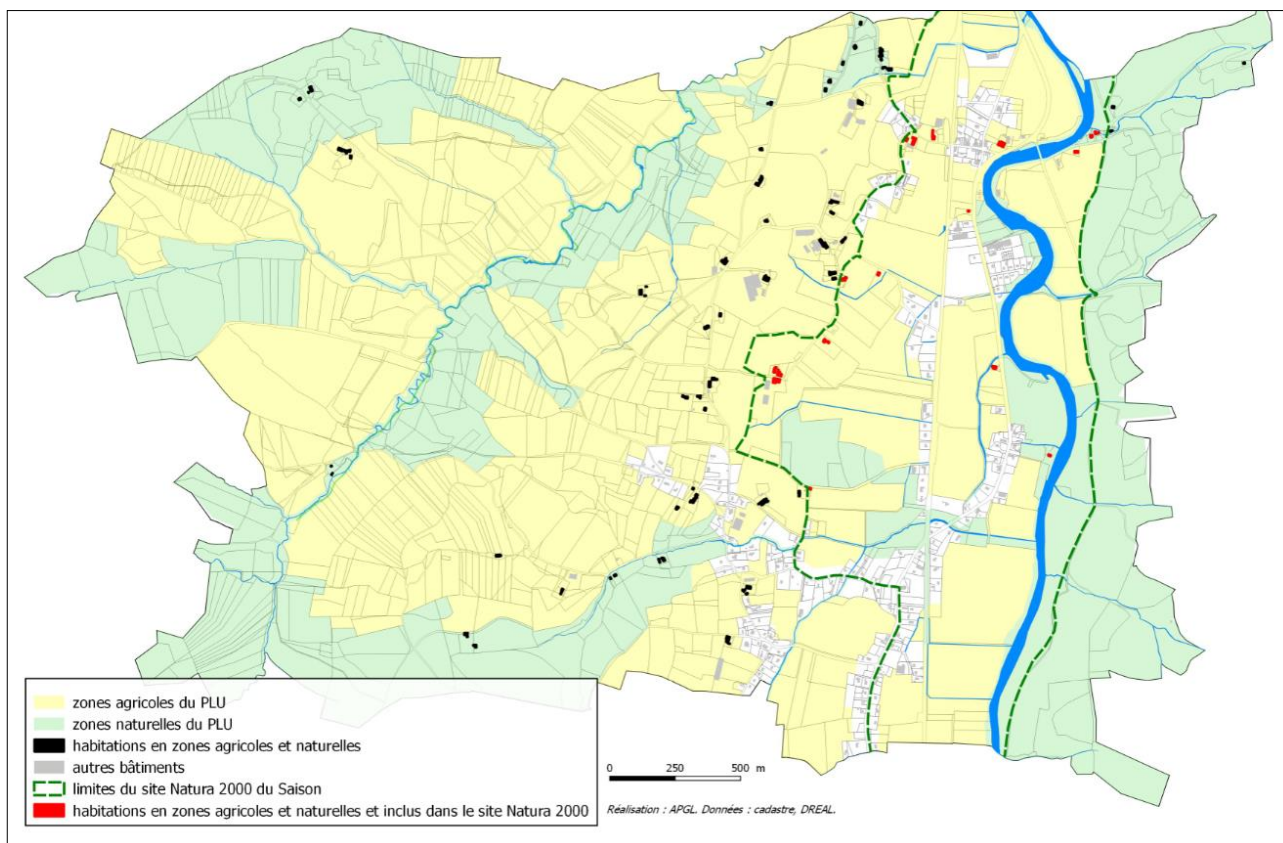 zones agricoles du PLU
zones naturelles du PLU
habitations en zones agricoles et naturelles
autres bâtiments
limites du site Natura 2000 du Saison
habitations en zones agricoles et naturelles et inclus dans le site Natura 2000
0 250 500 m
Réalisation : APGL. Données : cadastre, DREAL.